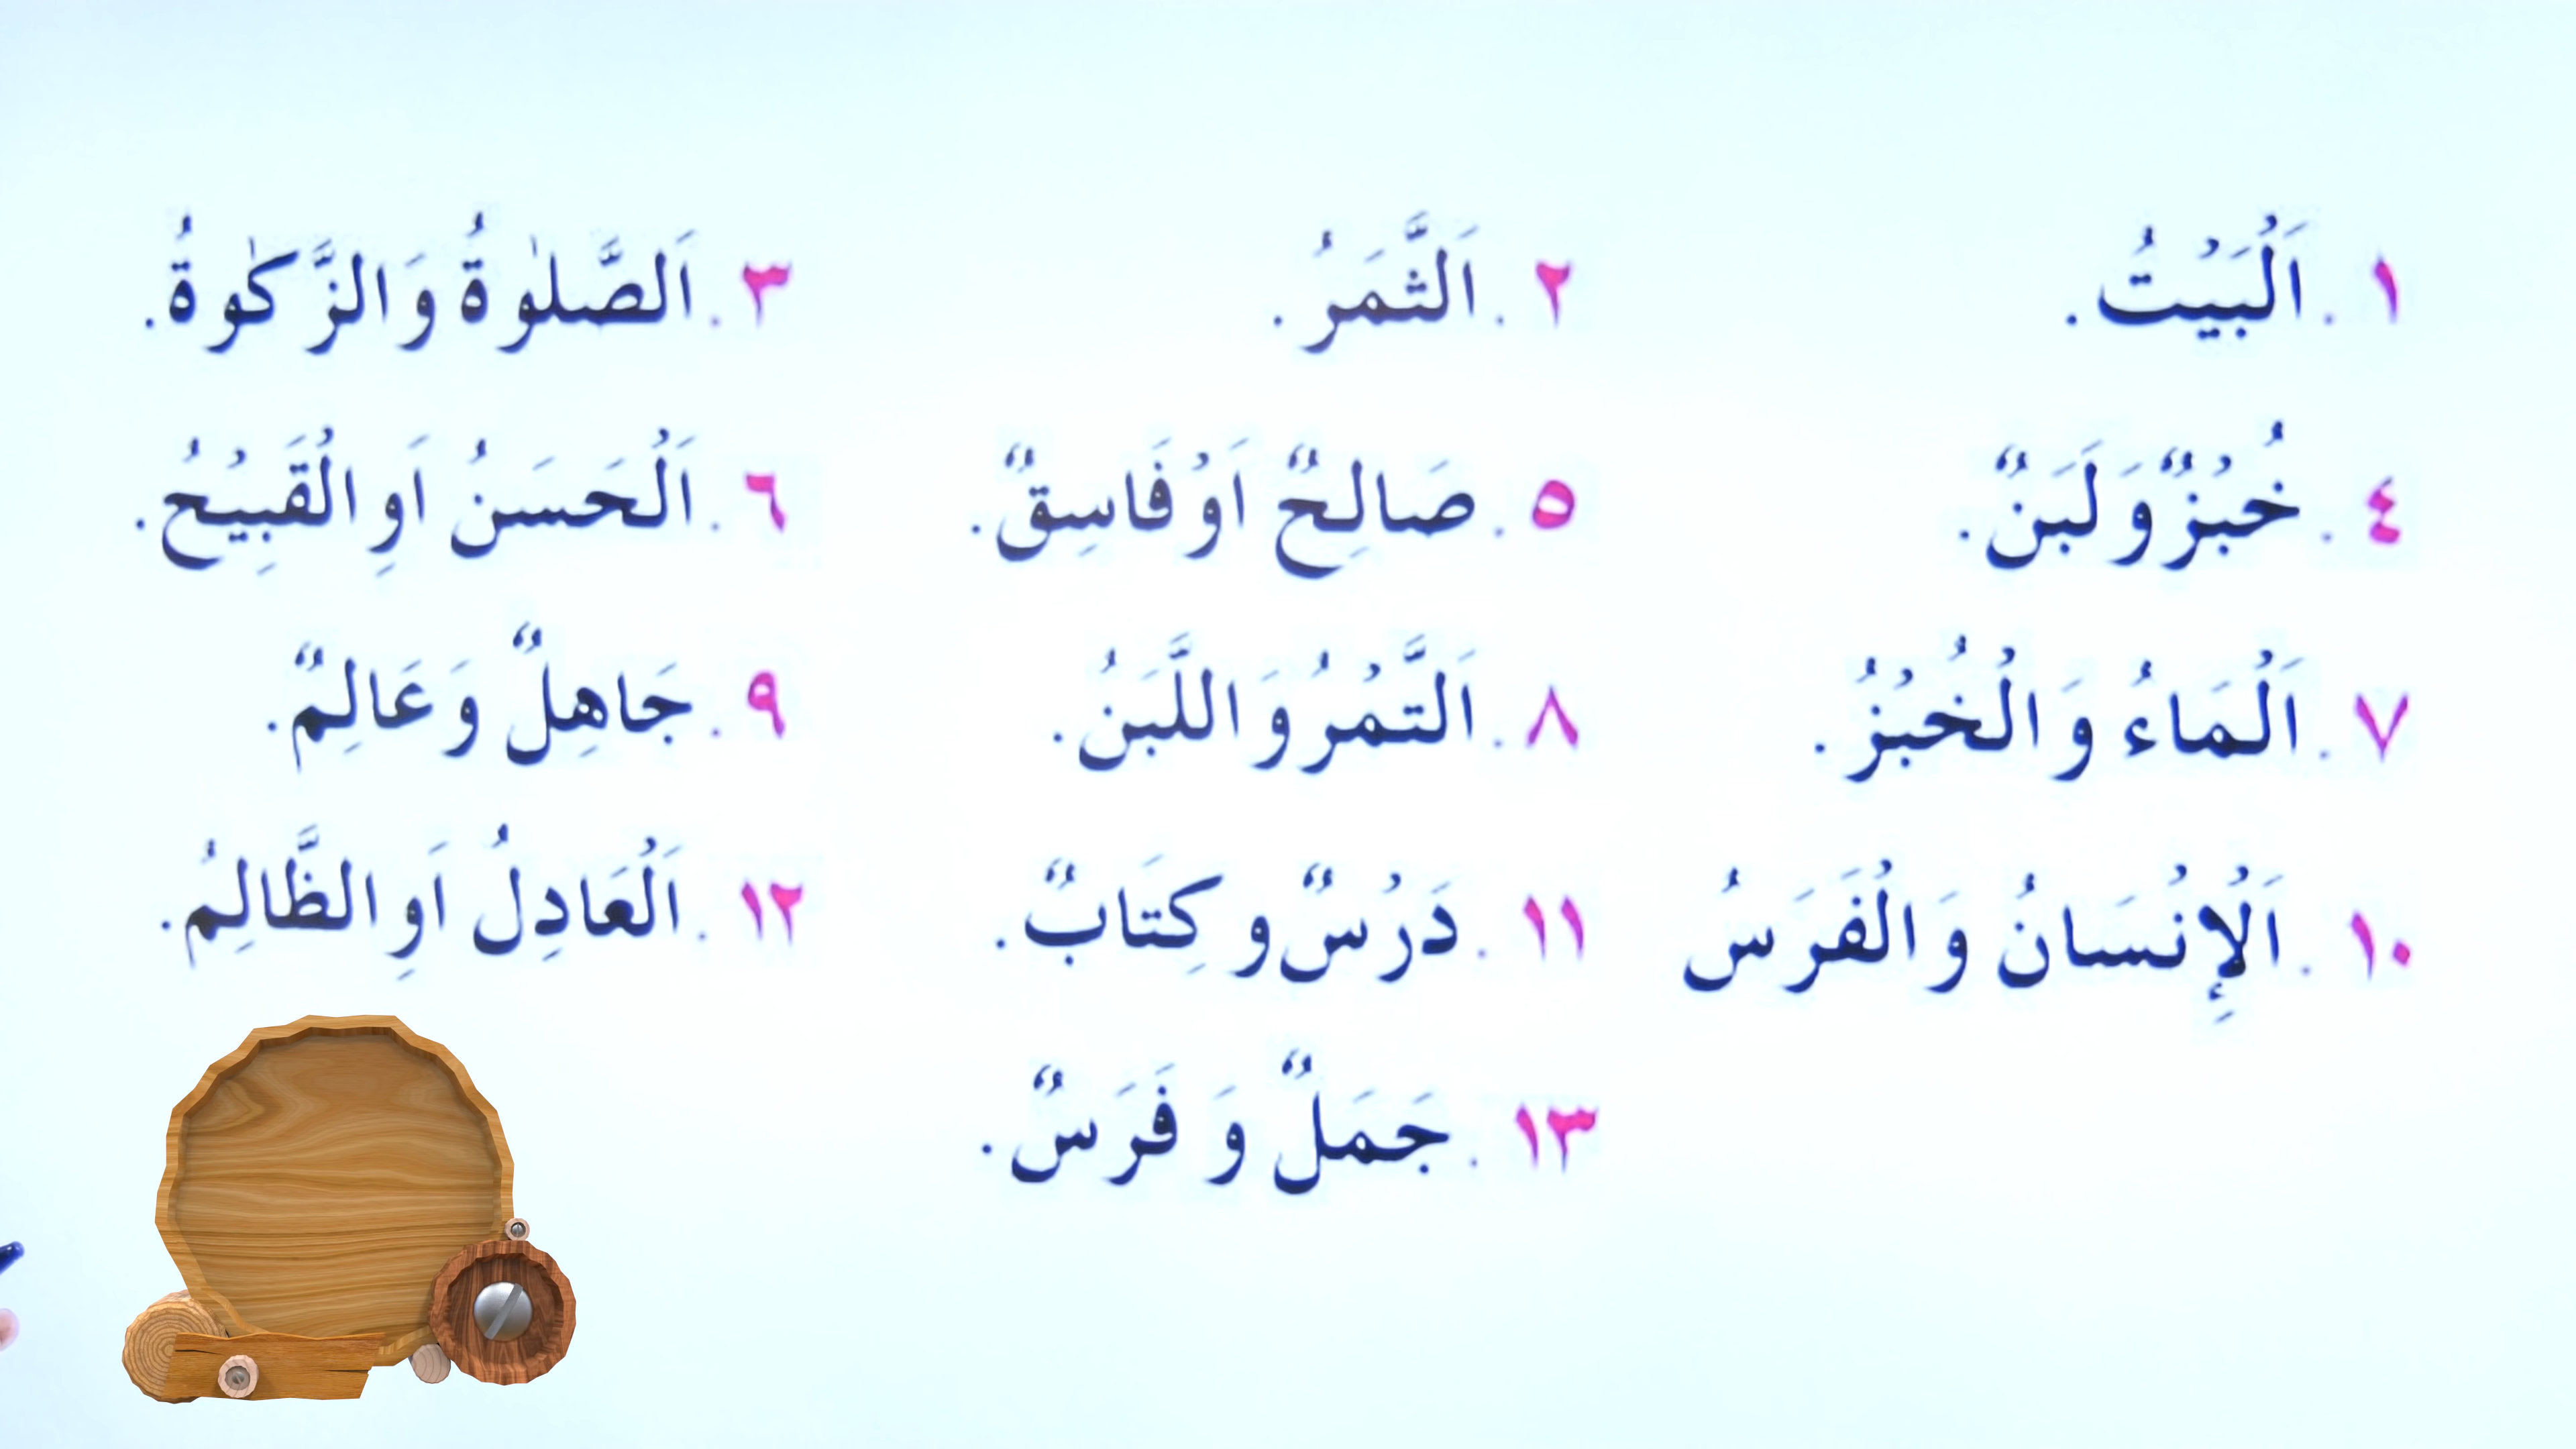 ١. اَلْبَيْتُ. ٢. اَلثَّمَرُ. ٣. اَلصَّلٰوةُ وَالزَّكٰوةُ.
٤. خُبْزٌ وَلَبَنٌ. ٥. صَالِحٌ اَوْ فَاسِقٌ. ٦. اَلْحَسَنُ اَوِ الْقَبِيْحُ.
٧. اَلْمَاءُ وَ الْخُبْزُ. ٨. اَلتَّمْرُ وَ اللَّبَنُ. ٩. جَاهِلٌ وَ عَالِمٌ.
١٠. اَلْإِنْسَانُ وَ الْفَرَسُ ١١. دَرْسٌ و كِتَابٌ. ١٢. اَلْعَادِلُ اَوِ الظَّالِمُ.
١٣. جَمَلٌ وَ فَرَسٌ.